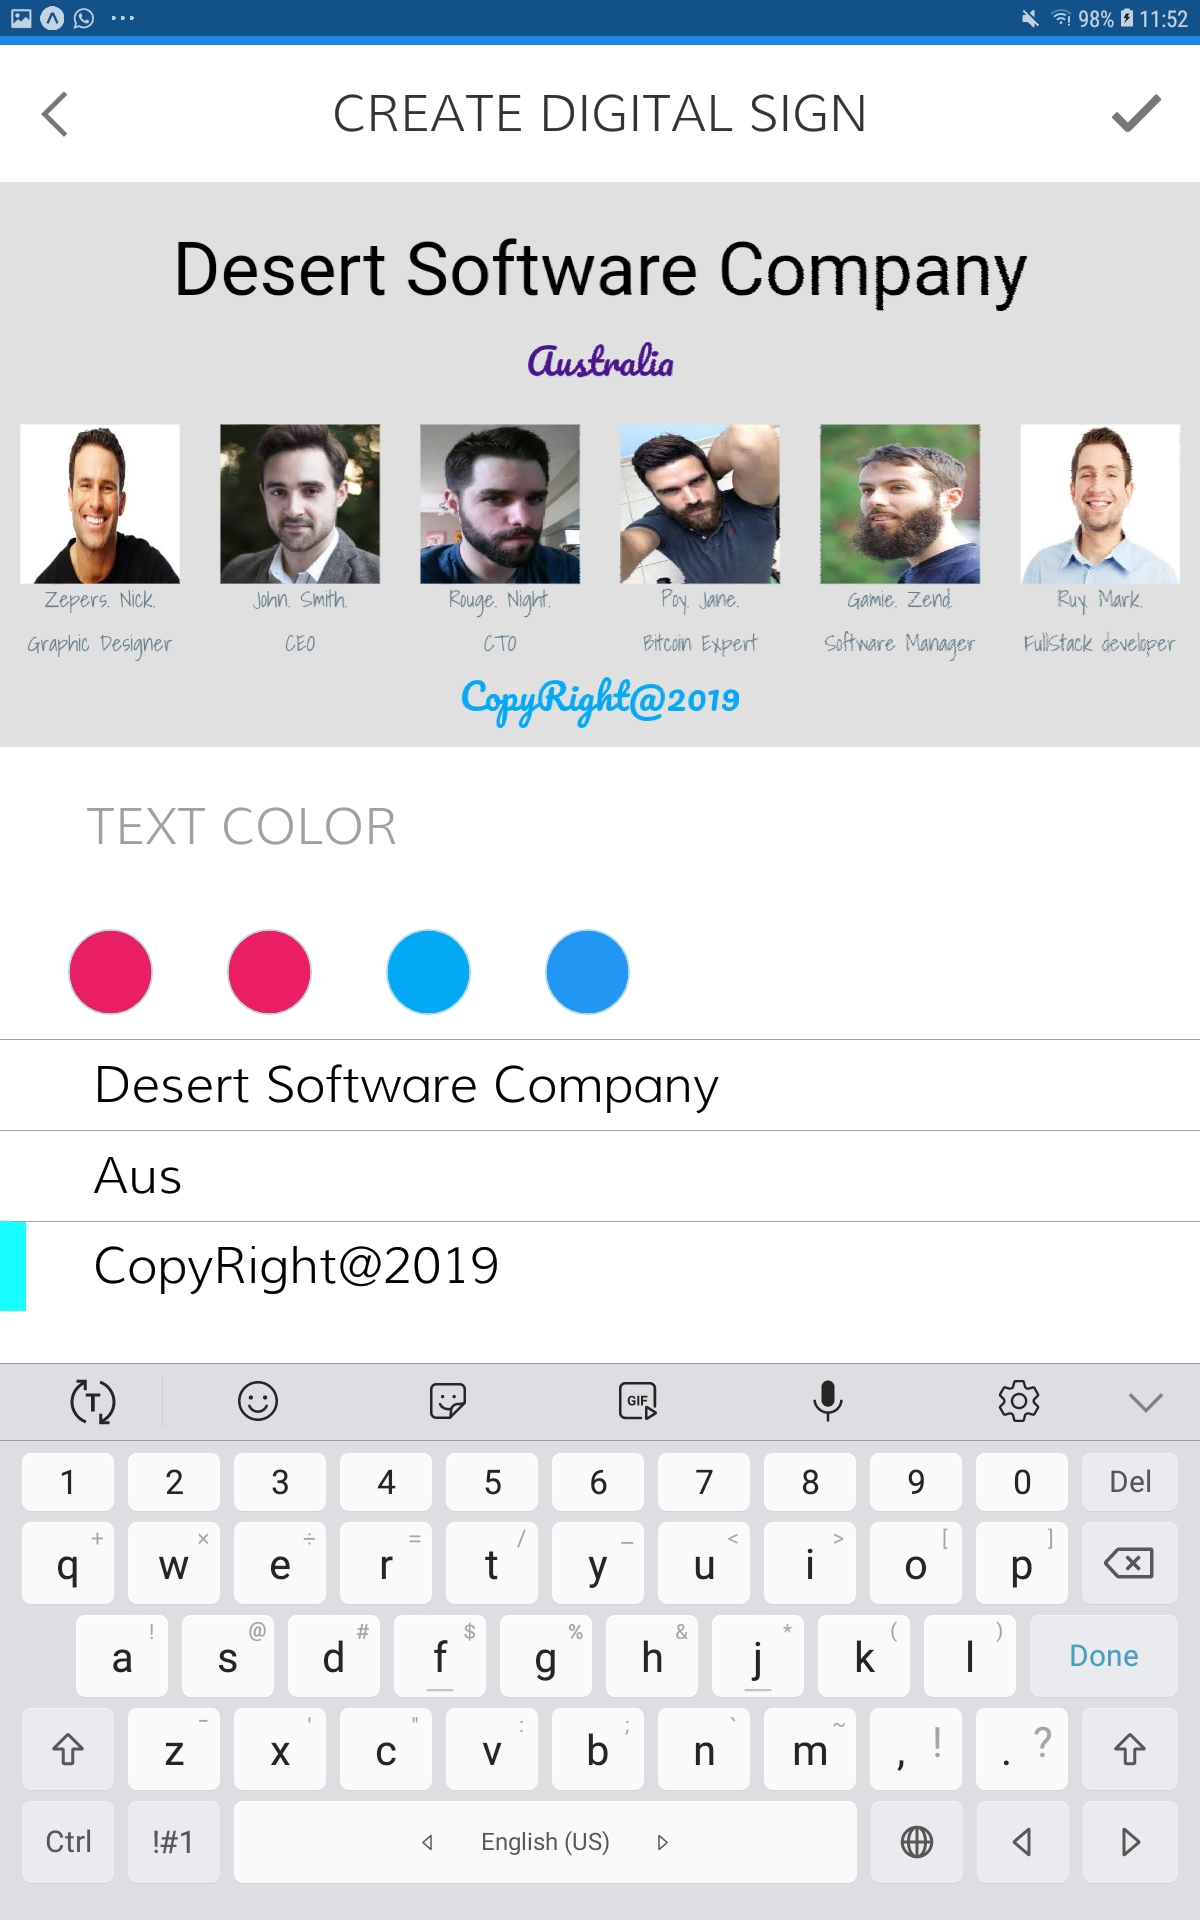 98% 11:52
CREATE DIGITAL SIGN
Desert Software Company
Australia
Zepers. Nick. John. Smith. Rouge. Night. Poy. Jane. Gamie. Zend. Ruy. Mark.
Graphic Designer CEO CTO Bitcoin Expert Software Manager FullStack developer
CopyRight@2019
TEXT COLOR
Desert Software Company
Aus
CopyRight@2019
T GIF
1 2 3 4 5 6 7 8 9 0 Del
+ × ÷ = / _ < > [ ]
q w e r t y u i o p
! @ # $ % & * ( )
a s d f g h j k l Done
- ' " : ; ` ~ ! ?
z x c v b n m , .
Ctrl !#1 English (US)